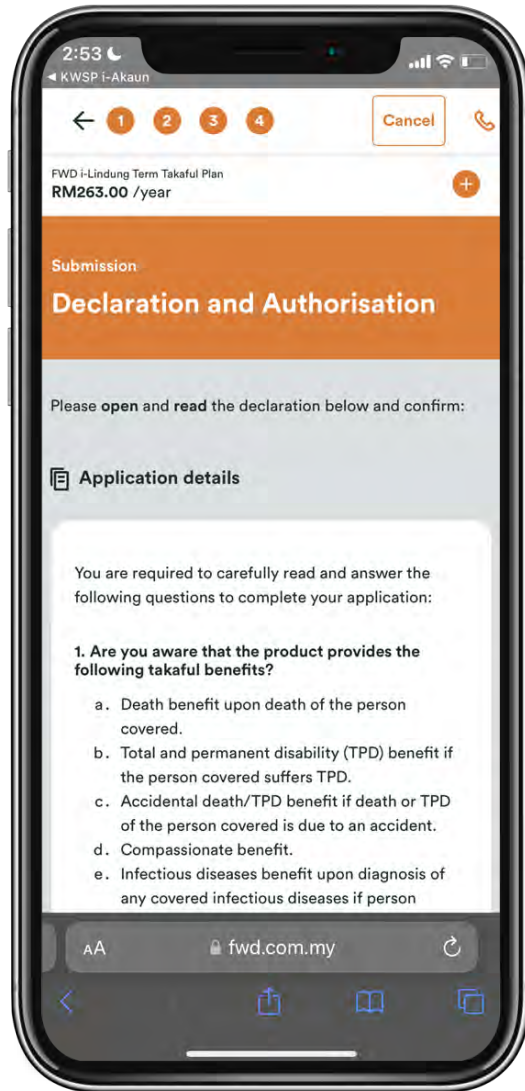 2:53
KWSP i-Akaun
1 2 3 4 Cancel
FWD i-Lindung Term Takaful Plan
RM263.00 /year
Submission
Declaration and Authorisation
Please open and read the declaration below and confirm:
Application details
You are required to carefully read and answer the
following questions to complete your application:
1. Are you aware that the product provides the
following takaful benefits?
a. Death benefit upon death of the person
covered.
b. Total and permanent disability (TPD) benefit if
the person covered suffers TPD.
c. Accidental death/TPD benefit if death or TPD
of the person covered is due to an accident.
d. Compassionate benefit.
e. Infectious diseases benefit upon diagnosis of
any covered infectious diseases if person
AA fwd.com.my